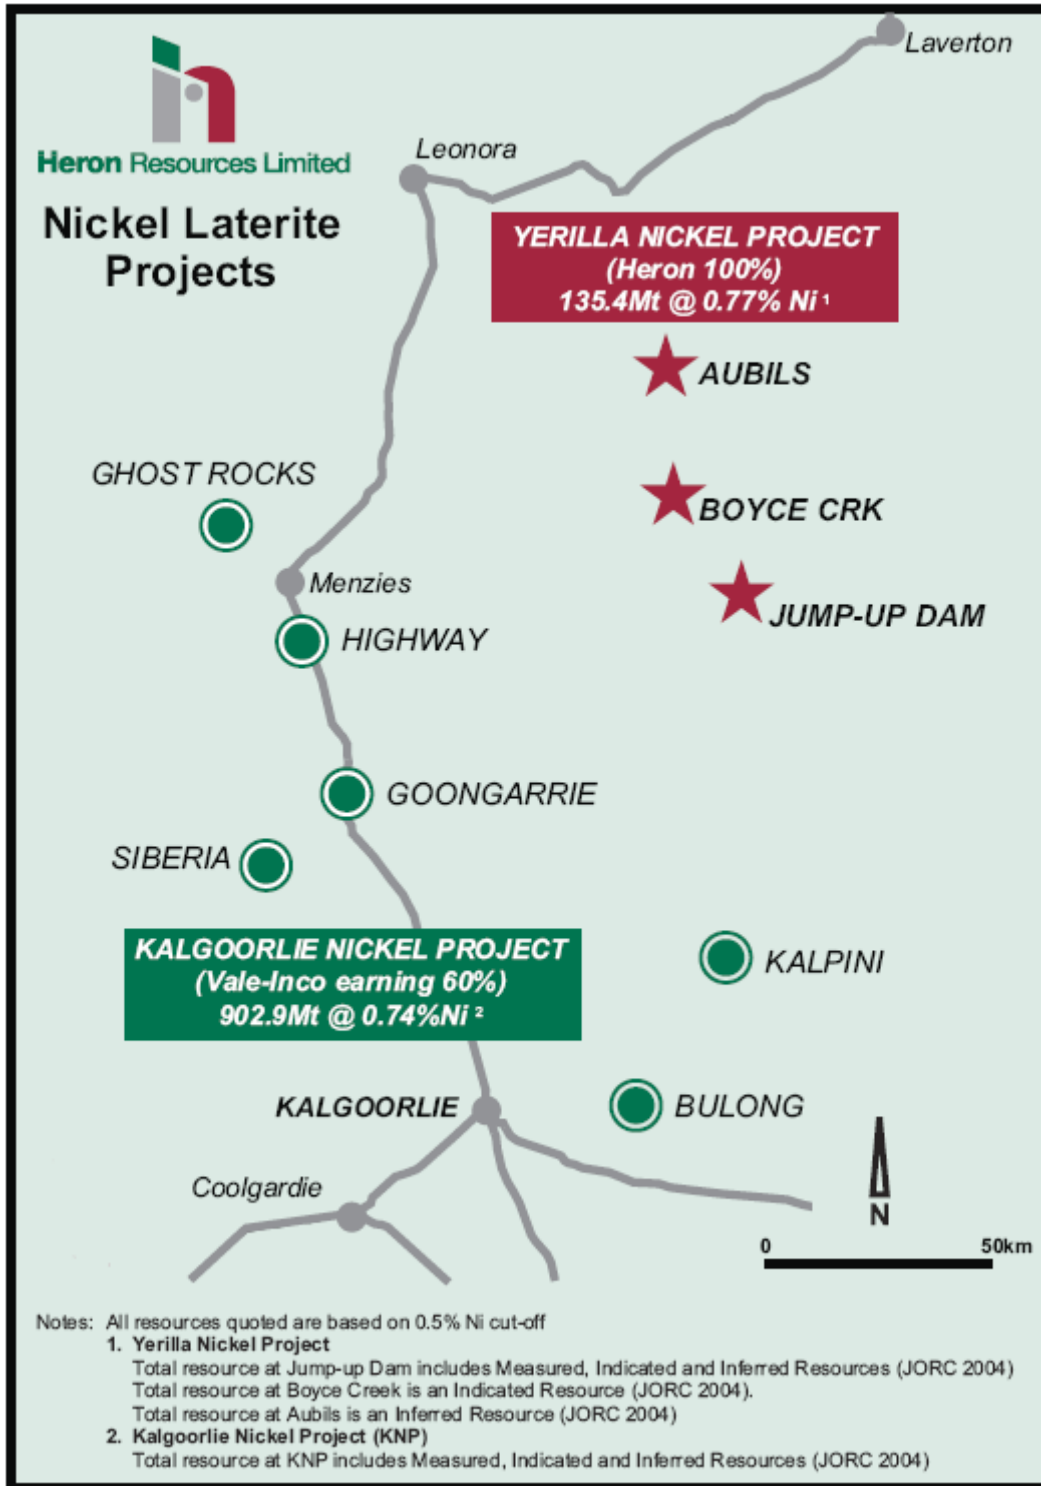 Laverton
Heron Resources Limited
Leonora
Nickel Laterite
Projects
YERILLA NICKEL PROJECT
(Heron 100%)
135.4Mt @ 0.77% Ni ¹
AUBILS
GHOST ROCKS
BOYCE CRK
Menzies
JUMP-UP DAM
HIGHWAY
GOONGARRIE
SIBERIA
KALGOORLIE NICKEL PROJECT
(Vale-Inco earning 60%)
902.9Mt @ 0.74%Ni ²
KALPINI
KALGOORLIE
BULONG
Coolgardie
N
0 50km
Notes: All resources quoted are based on 0.5% Ni cut-off
1. Yerilla Nickel Project
Total resource at Jump-up Dam includes Measured, Indicated and Inferred Resources (JORC 2004)
Total resource at Boyce Creek is an Indicated Resource (JORC 2004).
Total resource at Aubils is an Inferred Resource (JORC 2004)
2. Kalgoorlie Nickel Project (KNP)
Total resource at KNP includes Measured, Indicated and Inferred Resources (JORC 2004)